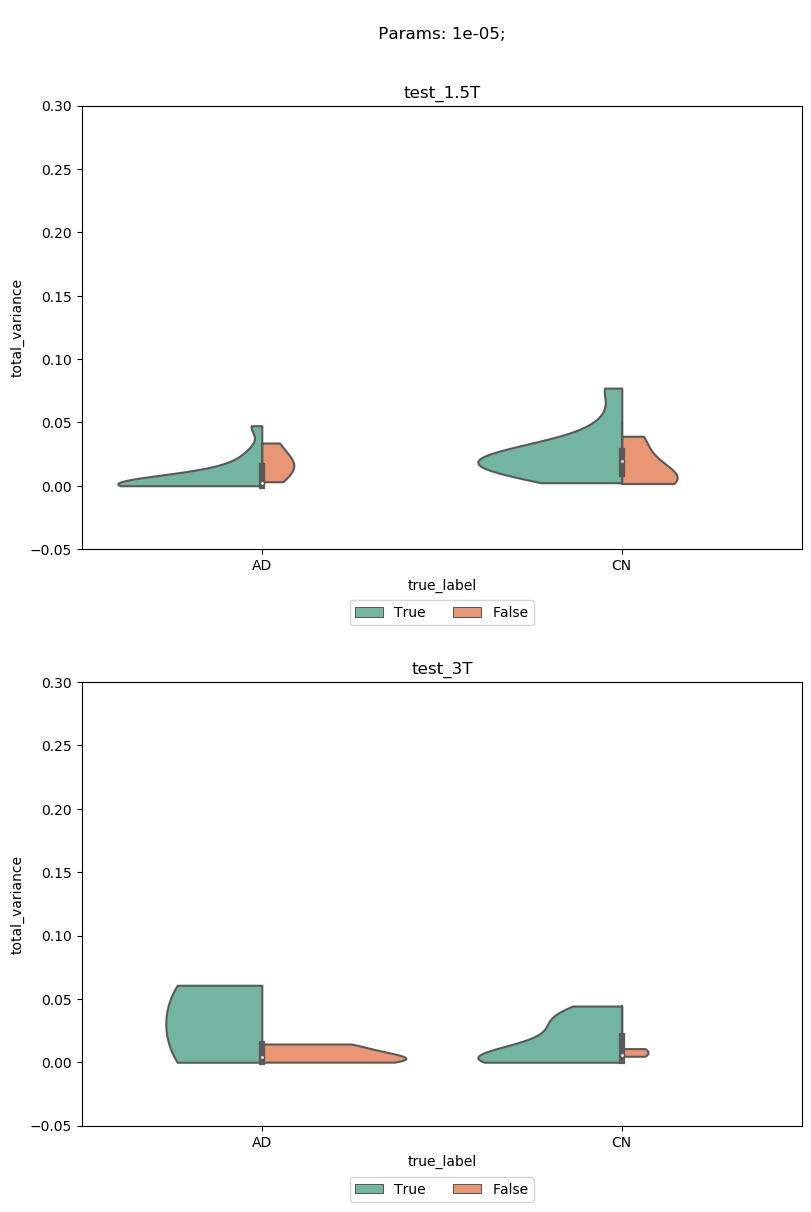 Params: 1e-05;
test_1.5T
0.30
0.25
0.20
0.15
0.10
0.05
0.00
−0.05
total_variance
AD CN
true_label
True False
test_3T
0.30
0.25
0.20
0.15
0.10
0.05
0.00
−0.05
total_variance
AD CN
true_label
True False